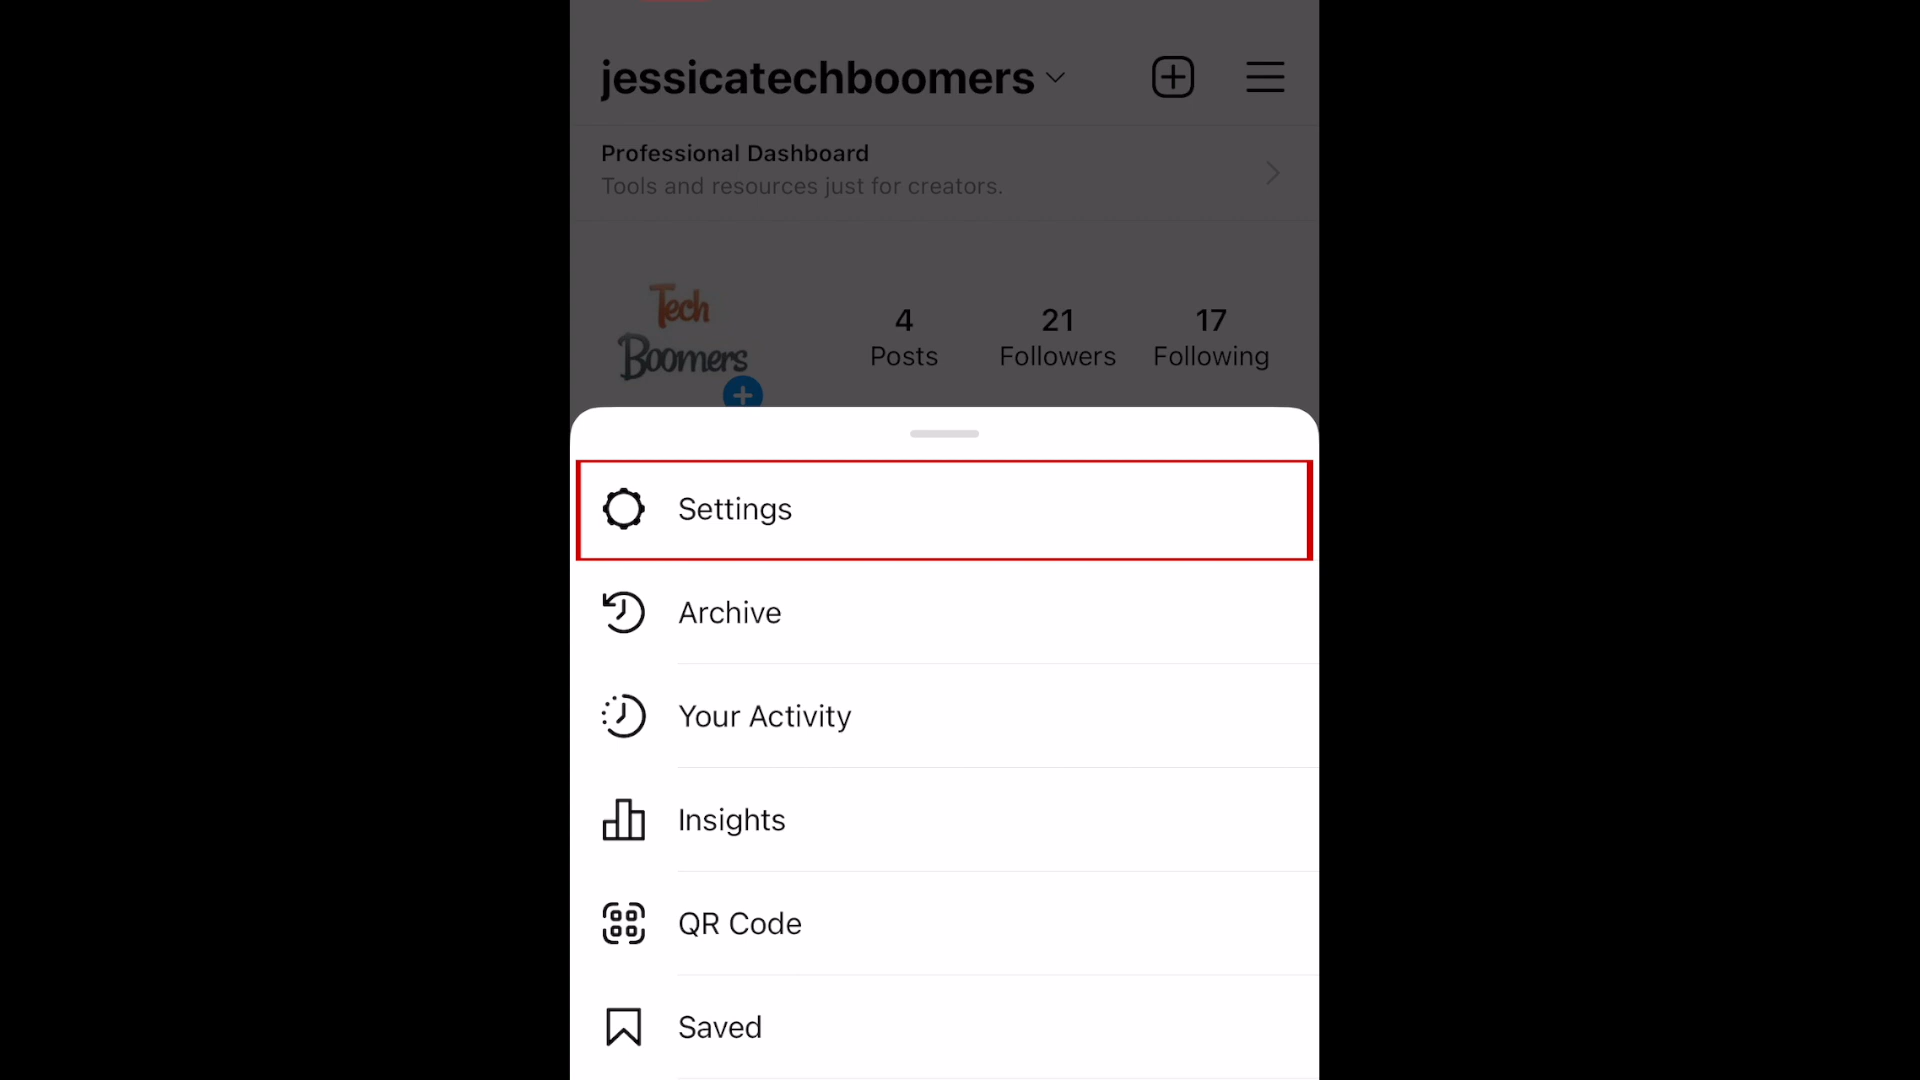 jessicatechboomers
Professional Dashboard
Tools and resources just for creators.
Tech
Boomers
4
Posts
21
Followers
17
Following
Settings
Archive
Your Activity
Insights
QR Code
Saved